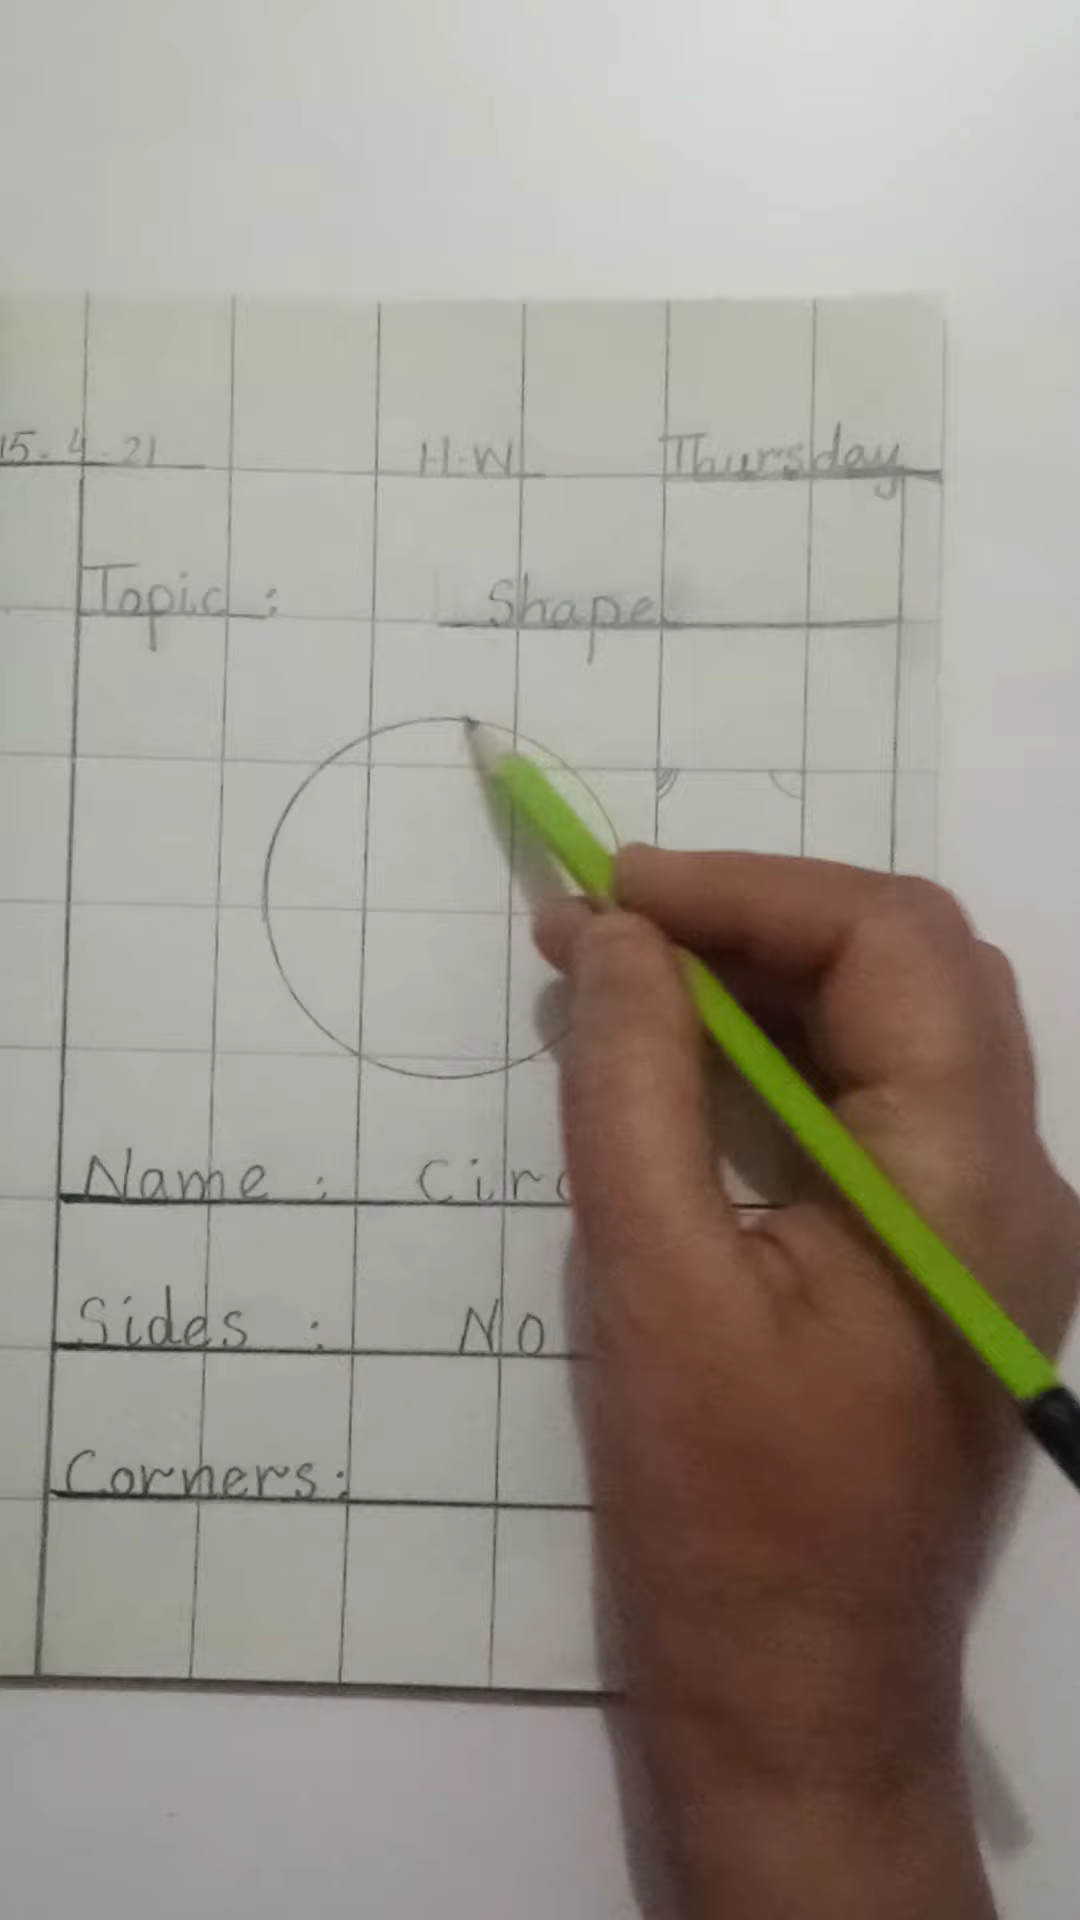 15.4.21 H.W Thursday
Topic : Shape
Name :
Sides : No
Corners: